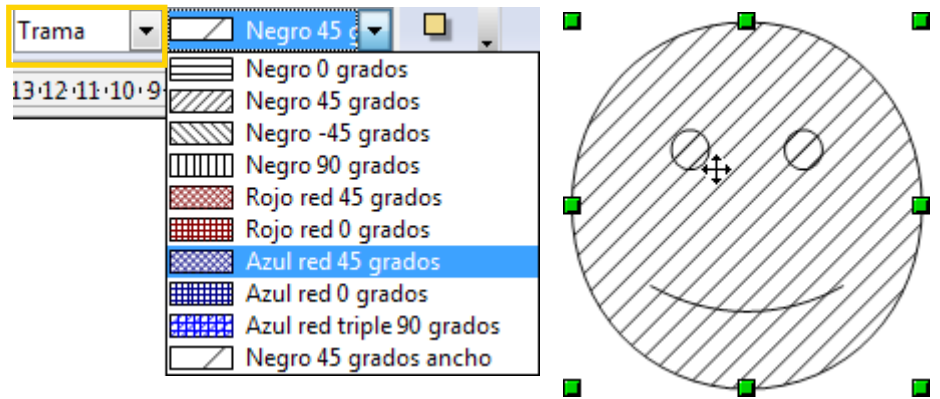 Trama
Negro 45 g
13·12·11·10·9·
Negro 0 grados
Negro 45 grados
Negro -45 grados
Negro 90 grados
Rojo red 45 grados
Rojo red 0 grados
Azul red 45 grados
Azul red 0 grados
Azul red triple 90 grados
Negro 45 grados ancho